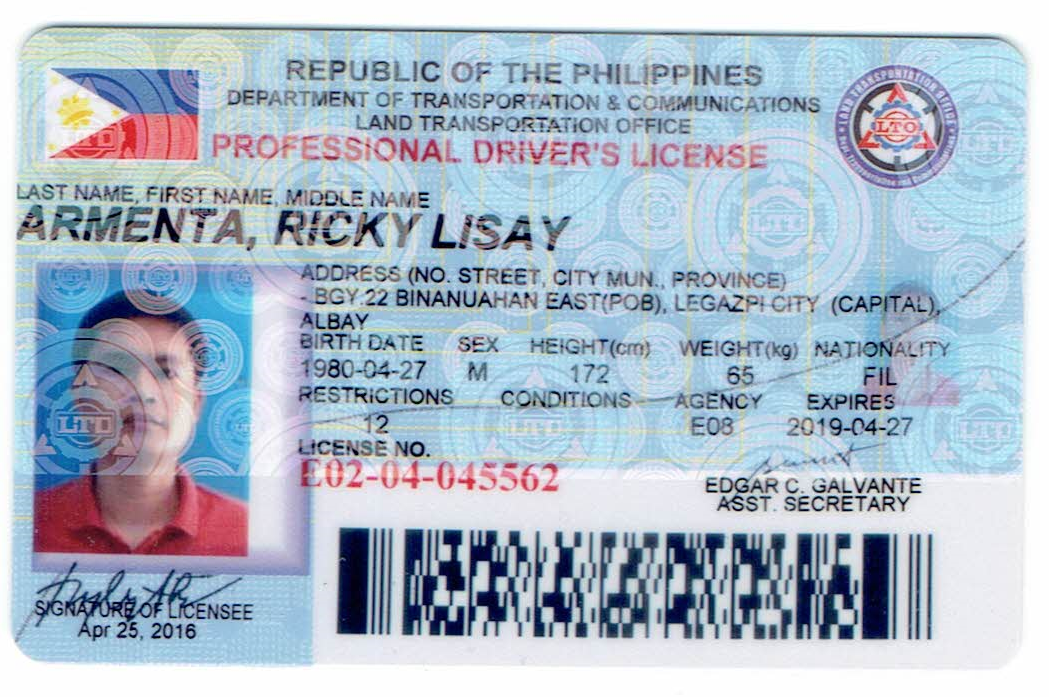 REPUBLIC OF THE PHILIPPINES
DEPARTMENT OF TRANSPORTATION & COMMUNICATIONS
LAND TRANSPORTATION OFFICE
PROFESSIONAL DRIVER'S LICENSE
LTO
LAST NAME, FIRST NAME, MIDDLE NAME
ARMENTA, RICKY LISAY
ADDRESS (NO. STREET, CITY MUN., PROVINCE)
- BGY.22 BINANUAHAN EAST(POB), LEGAZPI CITY (CAPITAL),
ALBAY
BIRTH DATE SEX HEIGHT(cm) WEIGHT(kg) NATIONALITY
1980-04-27 M 172 65 FIL
RESTRICTIONS CONDITIONS AGENCY EXPIRES
12 E08 2019-04-27
LICENSE NO.
E02-04-045562
EDGAR C. GALVANTE
ASST. SECRETARY
SIGNATURE OF LICENSEE
Apr 25, 2016